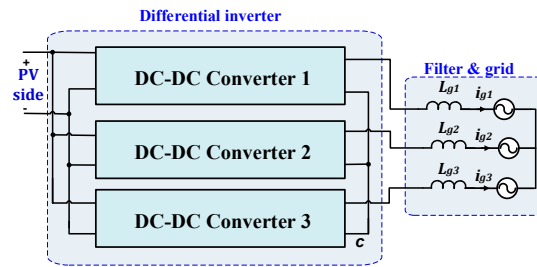 Differential inverter
+
PV
side
-
DC-DC Converter 1
DC-DC Converter 2
DC-DC Converter 3
c
Filter & grid
Lg1 ig1
Lg2 ig2
Lg3 ig3